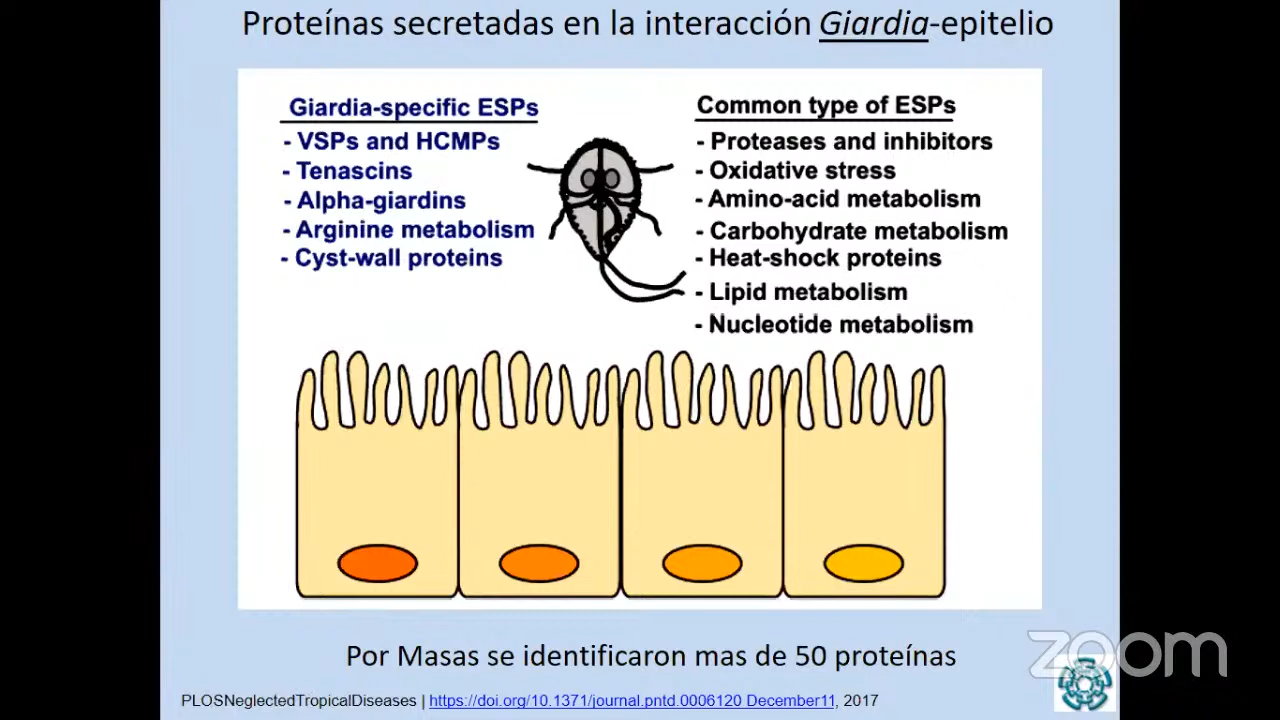 Proteínas secretadas en la interacción Giardia-epitelio
Giardia-specific ESPs
- VSPs and HCMPs
- Tenascins
- Alpha-giardins
- Arginine metabolism
- Cyst-wall proteins
Common type of ESPs
- Proteases and inhibitors
- Oxidative stress
- Amino-acid metabolism
- Carbohydrate metabolism
- Heat-shock proteins
- Lipid metabolism
- Nucleotide metabolism
Por Masas se identificaron mas de 50 proteínas
zoom
PLOSNeglectedTropicalDiseases | https://doi.org/10.1371/journal.pntd.0006120 December11, 2017